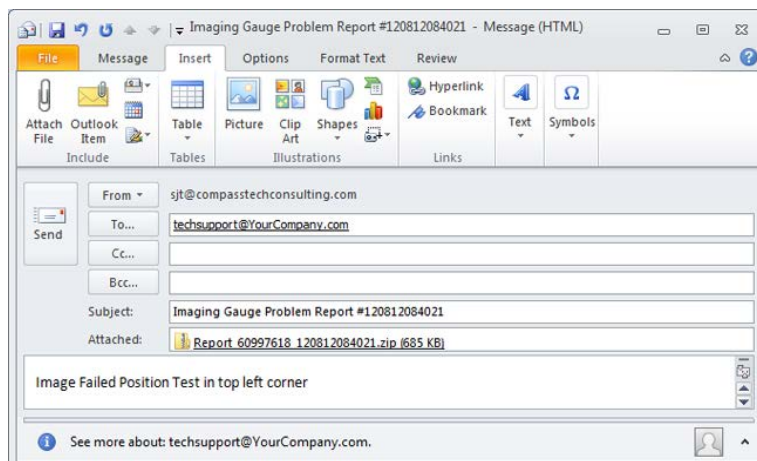 Imaging Gauge Problem Report #120812084021 - Message (HTML)
File Message Insert Options Format Text Review
Attach File
Outlook Item
Include
Table
Tables
Picture
Clip Art
Shapes
Illustrations
Hyperlink
Bookmark
Links
Text
Symbols
Send
From sjt@compasstechconsulting.com
To... techsupport@YourCompany.com
Cc...
Bcc...
Subject: Imaging Gauge Problem Report #120812084021
Attached: Report_60997618_120812084021.zip (685 KB)
Image Failed Position Test in top left corner
See more about: techsupport@YourCompany.com.